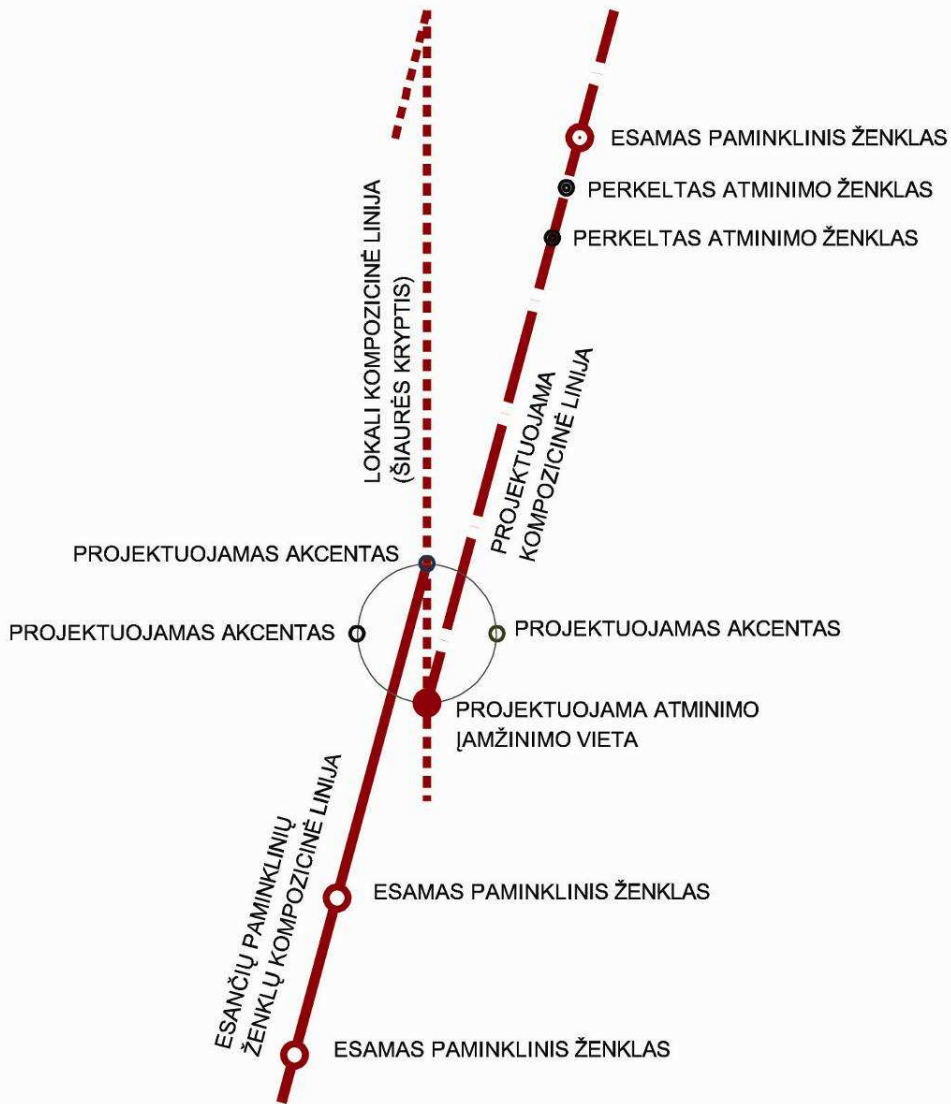 ESAMAS PAMINKLINIS ŽENKLAS
PERKELTAS ATMINIMO ŽENKLAS
PERKELTAS ATMINIMO ŽENKLAS
LOKALI KOMPOZICINĖ LINIJA
(ŠIAURĖS KRYPTIS)
PROJEKTUOJAMA
KOMPOZICINĖ LINIJA
PROJEKTUOJAMAS AKCENTAS
PROJEKTUOJAMAS AKCENTAS
PROJEKTUOJAMAS AKCENTAS
PROJEKTUOJAMA ATMINIMO
ĮAMŽINIMO VIETA
ESANČIŲ PAMINKLINIŲ
ŽENKLŲ KOMPOZICINĖ LINIJA
ESAMAS PAMINKLINIS ŽENKLAS
ESAMAS PAMINKLINIS ŽENKLAS